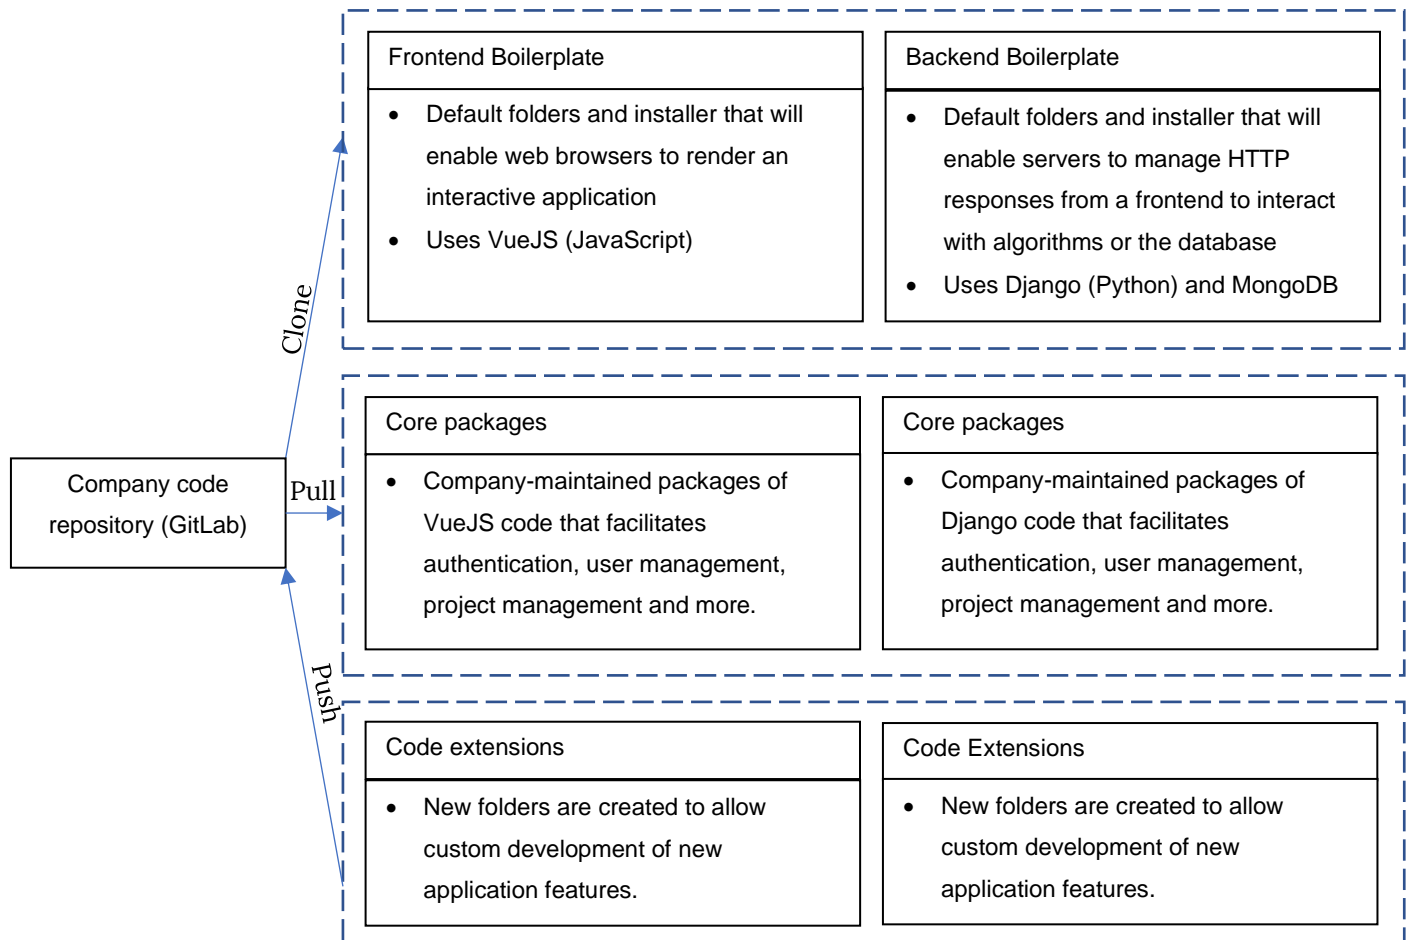 Frontend Boilerplate
• Default folders and installer that will
enable web browsers to render an
interactive application
• Uses VueJS (JavaScript)
Backend Boilerplate
• Default folders and installer that will
enable servers to manage HTTP
responses from a frontend to interact
with algorithms or the database
• Uses Django (Python) and MongoDB
Clone
Company code
repository (GitLab)
Pull
Core packages
• Company-maintained packages of
VueJS code that facilitates
authentication, user management,
project management and more.
Core packages
• Company-maintained packages of
Django code that facilitates
authentication, user management,
project management and more.
Push
Code extensions
• New folders are created to allow
custom development of new
application features.
Code Extensions
• New folders are created to allow
custom development of new
application features.